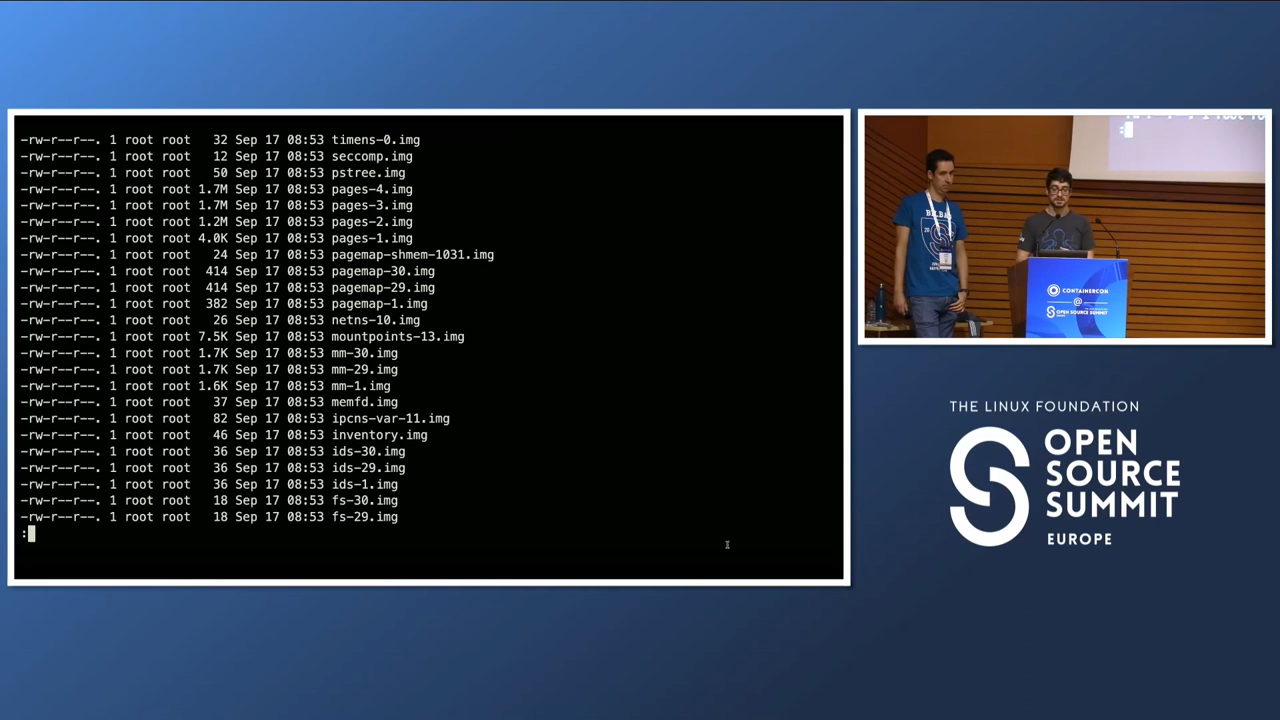 -rw-r--r--. 1 root root   32 Sep 17 08:53 timens-0.img
-rw-r--r--. 1 root root   12 Sep 17 08:53 seccomp.img
-rw-r--r--. 1 root root   50 Sep 17 08:53 pstree.img
-rw-r--r--. 1 root root 1.7M Sep 17 08:53 pages-4.img
-rw-r--r--. 1 root root 1.7M Sep 17 08:53 pages-3.img
-rw-r--r--. 1 root root 1.2M Sep 17 08:53 pages-2.img
-rw-r--r--. 1 root root 4.0K Sep 17 08:53 pages-1.img
-rw-r--r--. 1 root root   24 Sep 17 08:53 pagemap-shmem-1031.img
-rw-r--r--. 1 root root  414 Sep 17 08:53 pagemap-30.img
-rw-r--r--. 1 root root  414 Sep 17 08:53 pagemap-29.img
-rw-r--r--. 1 root root  382 Sep 17 08:53 pagemap-1.img
-rw-r--r--. 1 root root   26 Sep 17 08:53 netns-10.img
-rw-r--r--. 1 root root 7.5K Sep 17 08:53 mountpoints-13.img
-rw-r--r--. 1 root root 1.7K Sep 17 08:53 mm-30.img
-rw-r--r--. 1 root root 1.7K Sep 17 08:53 mm-29.img
-rw-r--r--. 1 root root 1.6K Sep 17 08:53 mm-1.img
-rw-r--r--. 1 root root   37 Sep 17 08:53 memfd.img
-rw-r--r--. 1 root root   82 Sep 17 08:53 ipcns-var-11.img
-rw-r--r--. 1 root root   46 Sep 17 08:53 inventory.img
-rw-r--r--. 1 root root   36 Sep 17 08:53 ids-30.img
-rw-r--r--. 1 root root   36 Sep 17 08:53 ids-29.img
-rw-r--r--. 1 root root   36 Sep 17 08:53 ids-1.img
-rw-r--r--. 1 root root   18 Sep 17 08:53 fs-30.img
-rw-r--r--. 1 root root   18 Sep 17 08:53 fs-29.img
:
CONTAINERCON
@
OPEN SOURCE SUMMIT
THE LINUX FOUNDATION
OPEN
SOURCE
SUMMIT
EUROPE